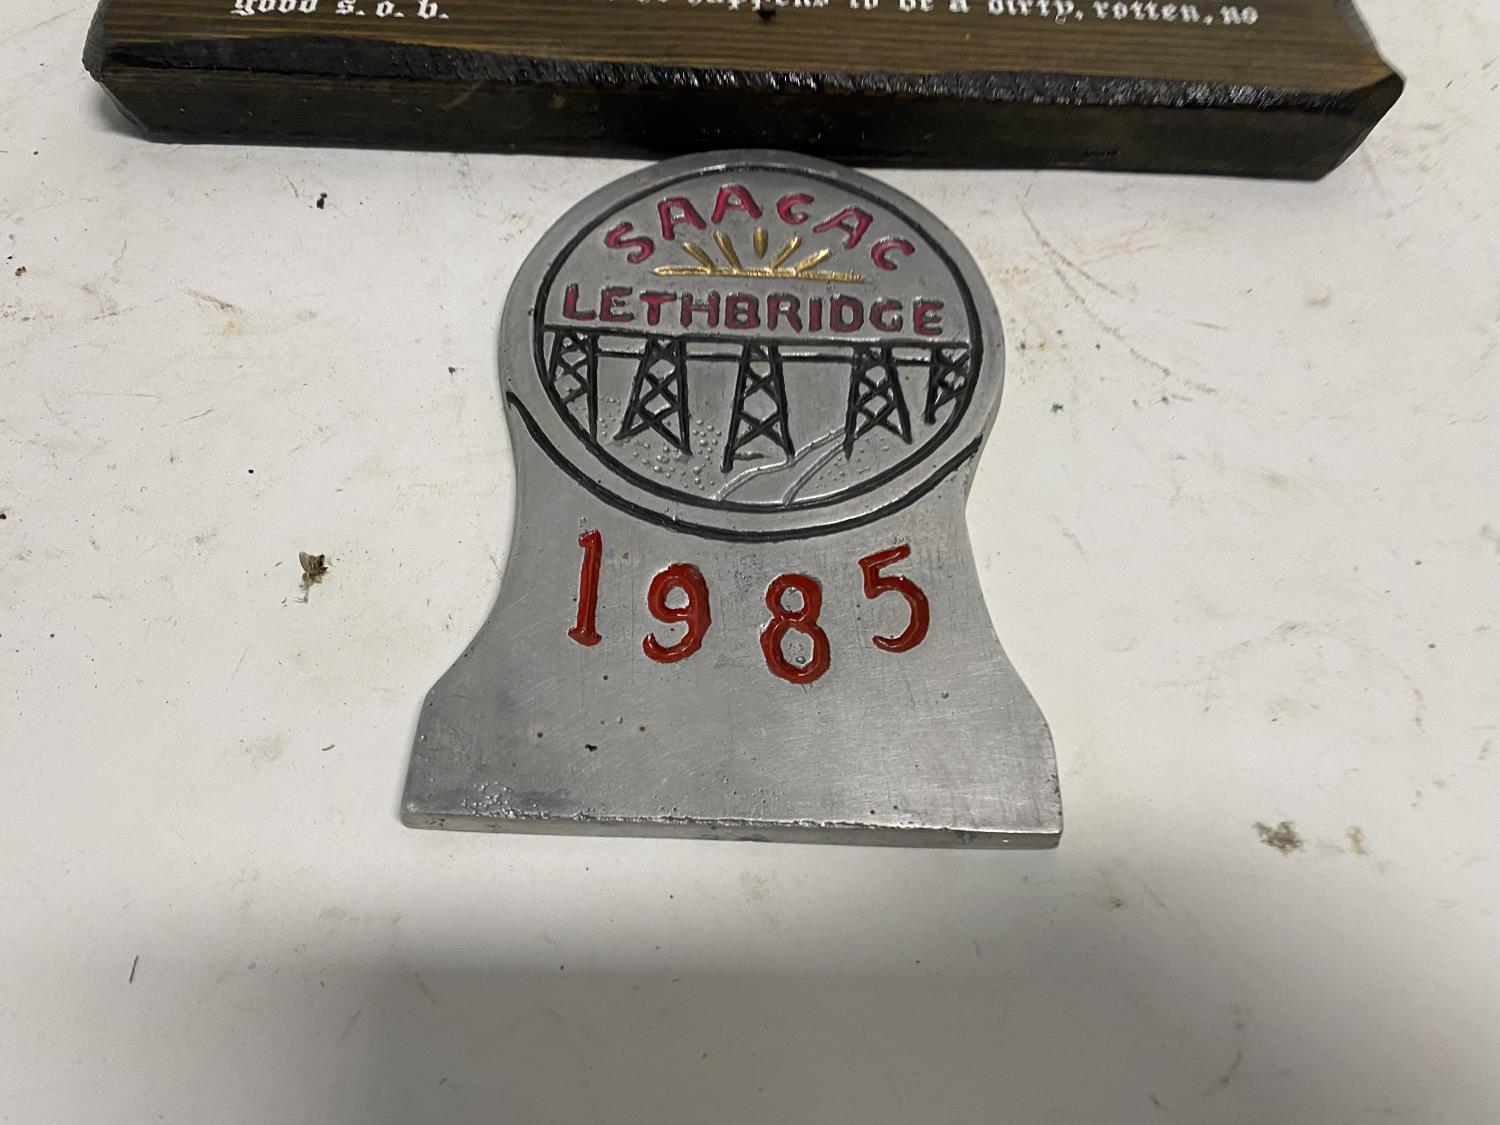 happens to be a dirty, rotten, no
good s. o. b.
SAAGAC
LETHBRIDGE
1985